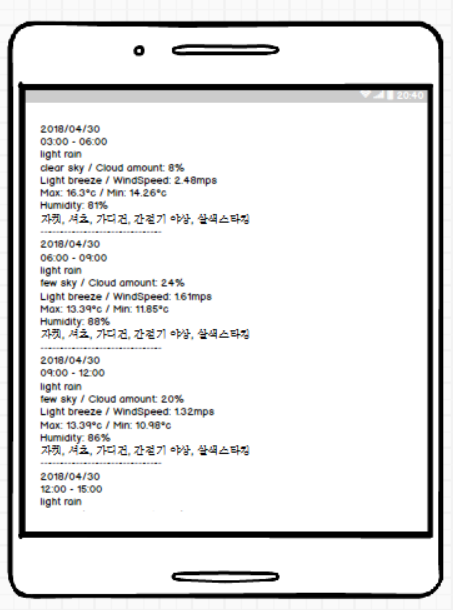 20:40
2018/04/30
03:00 - 06:00
light rain
clear sky / Cloud amount: 8%
Light breeze / WindSpeed: 2.48mps
Max: 16.3°c / Min: 14.26°c
Humidity: 81%
자켓, 셔츠, 가디건, 간절기 야상, 살색스타킹
------------------------------
2018/04/30
06:00 - 09:00
light rain
few sky / Cloud amount: 24%
Light breeze / WindSpeed: 1.61mps
Max: 13.39°c / Min: 11.85°c
Humidity: 88%
자켓, 셔츠, 가디건, 간절기 야상, 살색스타킹
------------------------------
2018/04/30
09:00 - 12:00
light rain
few sky / Cloud amount: 20%
Light breeze / WindSpeed: 1.32mps
Max: 13.39°c / Min: 10.98°c
Humidity: 86%
자켓, 셔츠, 가디건, 간절기 야상, 살색스타킹
------------------------------
2018/04/30
12:00 - 15:00
light rain